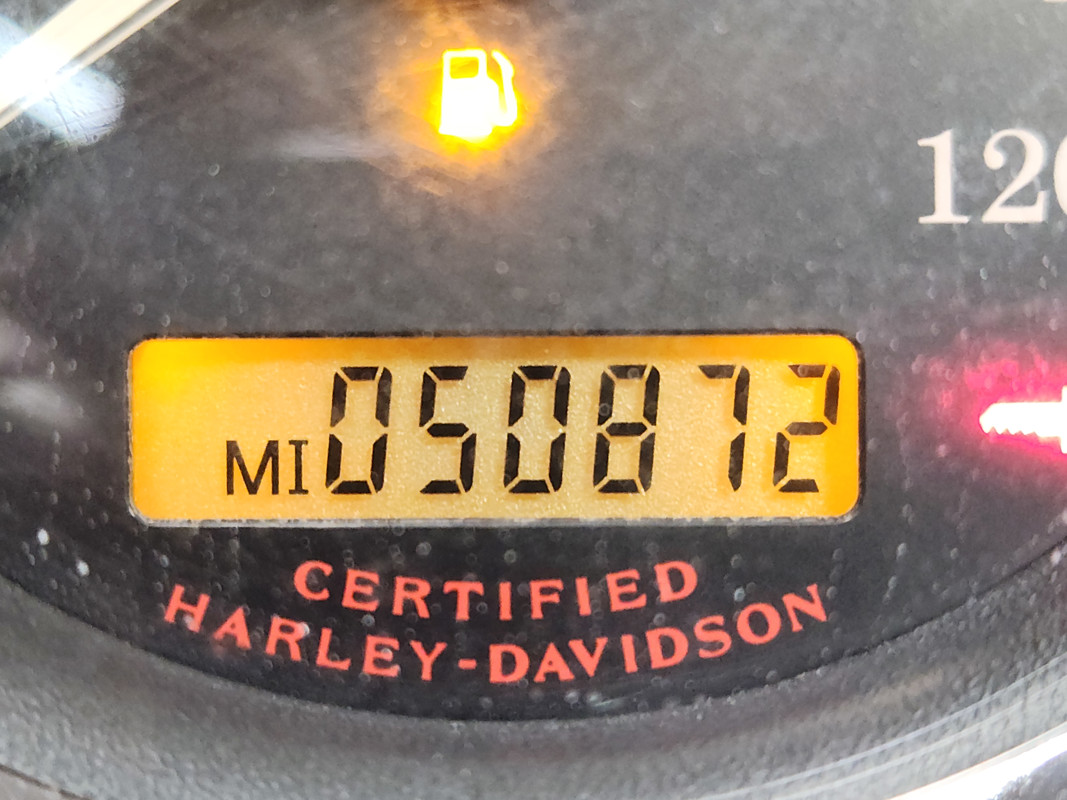 120
MI 050872
CERTIFIED
HARLEY-DAVIDSON